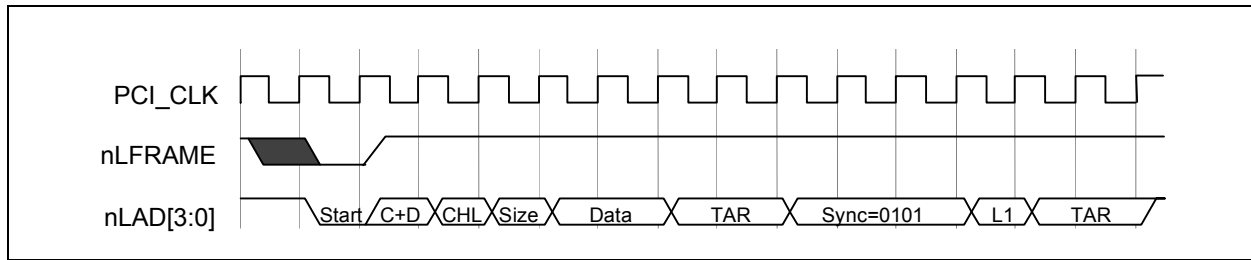 PCI_CLK
nLFRAME
nLAD[3:0] Start C+D CHL Size Data TAR Sync=0101 L1 TAR